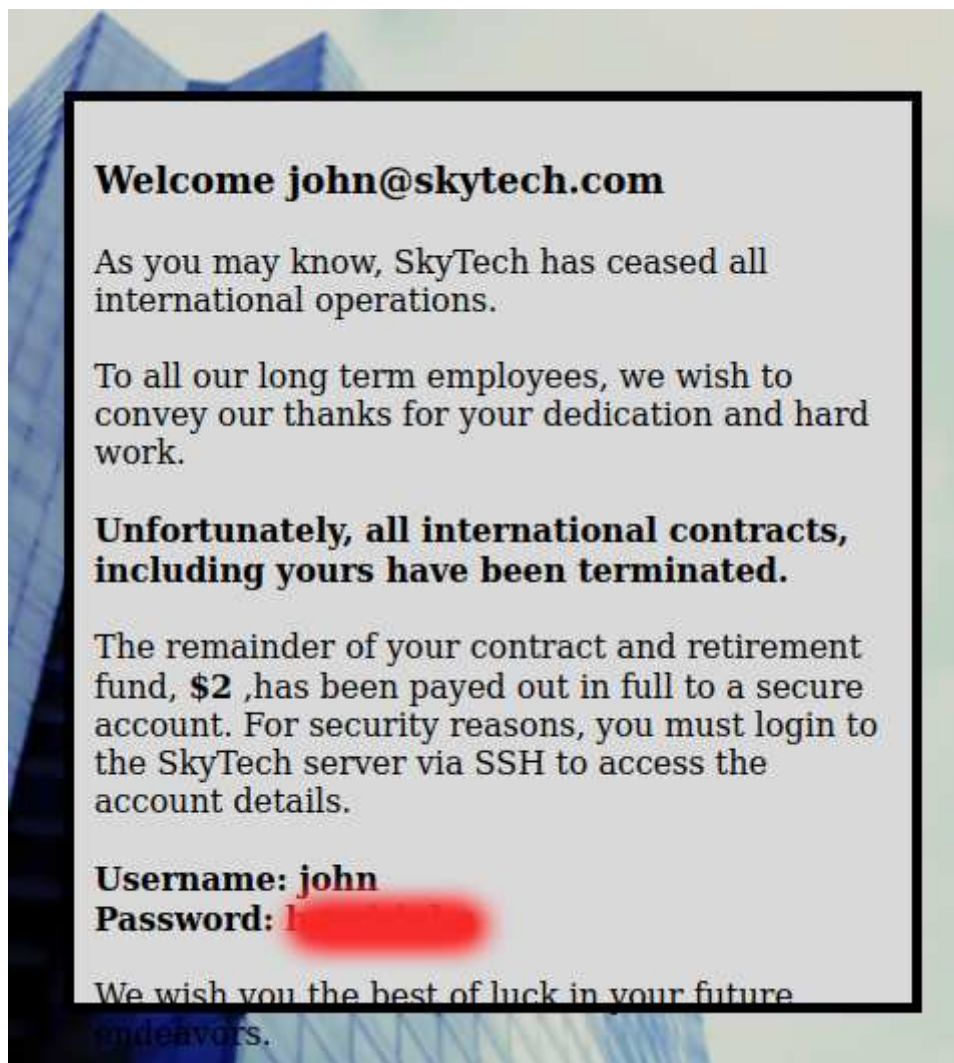 Welcome john@skytech.com
As you may know, SkyTech has ceased all
international operations.
To all our long term employees, we wish to
convey our thanks for your dedication and hard
work.
Unfortunately, all international contracts,
including yours have been terminated.
The remainder of your contract and retirement
fund, $2 ,has been payed out in full to a secure
account. For security reasons, you must login to
the SkyTech server via SSH to access the
account details.
Username: john
Password:
We wish you the best of luck in your future
endeavors.